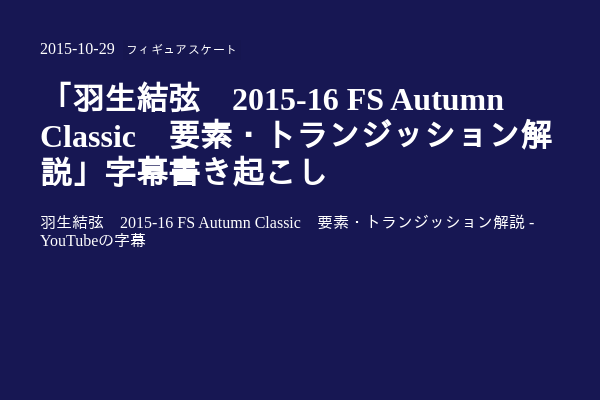 2015-10-29 フィギュアスケート
「羽生結弦　2015-16 FS Autumn
Classic　要素・トランジッション解
説」字幕書き起こし
羽生結弦　2015-16 FS Autumn Classic　要素・トランジッション解説 -
YouTubeの字幕